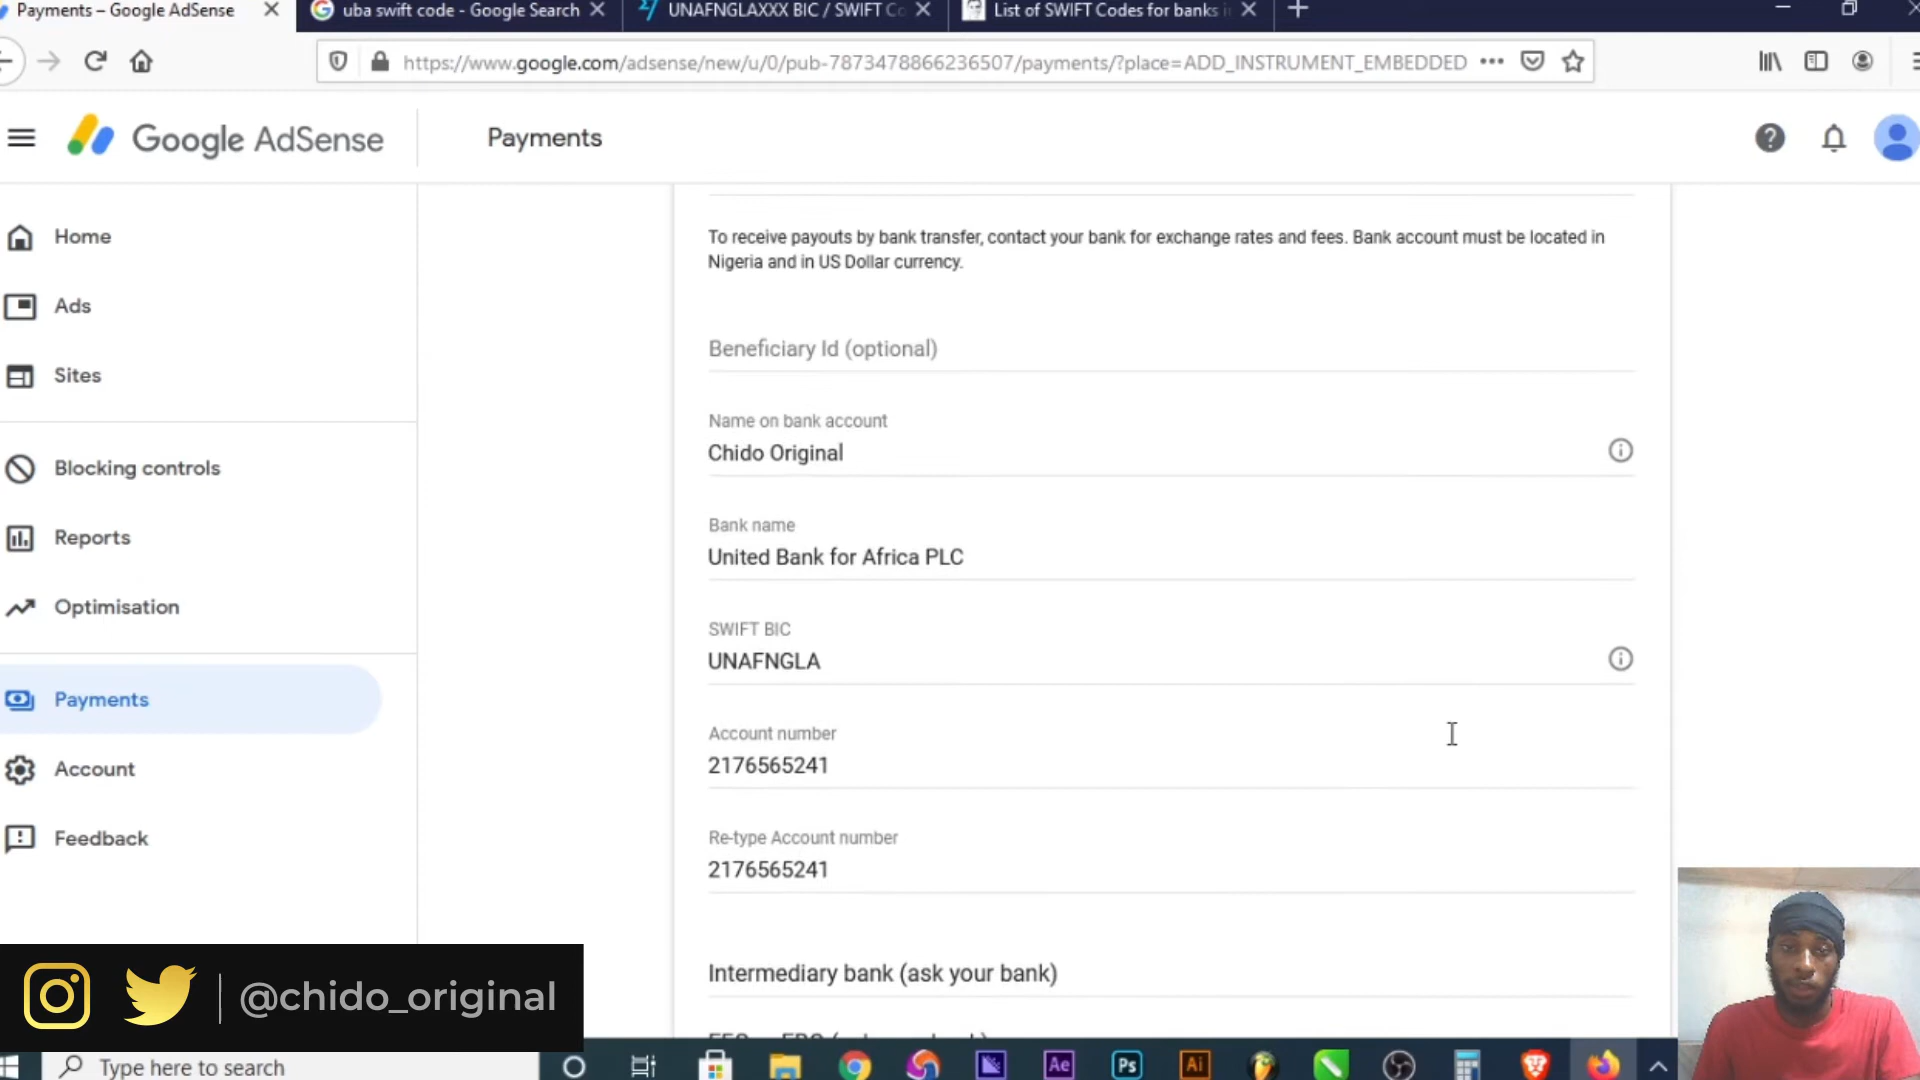 Payments – Google AdSense
uba swift code - Google Search
UNAFNGLAXXX BIC / SWIFT Co
List of SWIFT Codes for banks i
https://www.google.com/adsense/new/u/0/pub-7873478866236507/payments/?place=ADD_INSTRUMENT_EMBEDDED
Google AdSense
Payments
Home
Ads
Sites
Blocking controls
Reports
Optimisation
Payments
Account
Feedback
To receive payouts by bank transfer, contact your bank for exchange rates and fees. Bank account must be located in
Nigeria and in US Dollar currency.
Beneficiary Id (optional)
Name on bank account
Chido Original
Bank name
United Bank for Africa PLC
SWIFT BIC
UNAFNGLA
Account number
2176565241
Re-type Account number
2176565241
Intermediary bank (ask your bank)
@chido_original
Type here to search
Ae
Ps
Ai